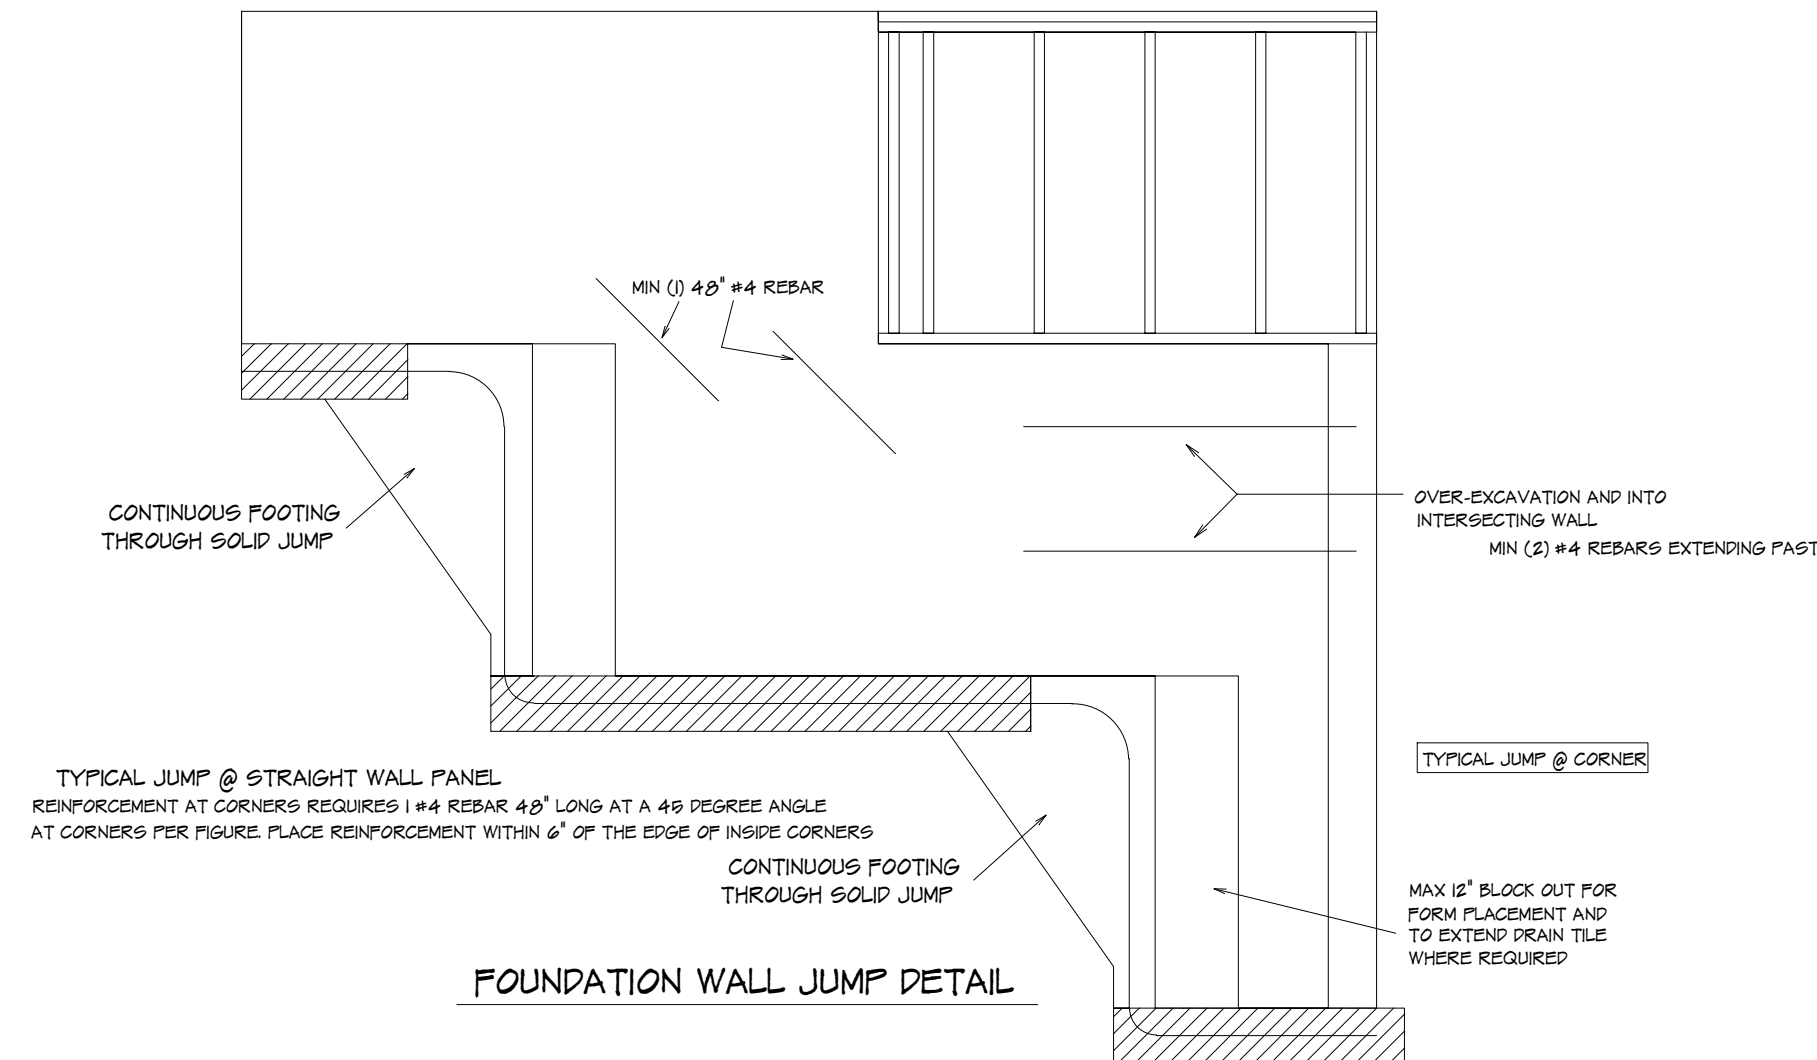 MIN (1) 48" #4 REBAR
CONTINUOUS FOOTING
THROUGH SOLID JUMP
OVER-EXCAVATION AND INTO
INTERSECTING WALL
MIN (2) #4 REBARS EXTENDING PAST
TYPICAL JUMP @ CORNER
TYPICAL JUMP @ STRAIGHT WALL PANEL
REINFORCEMENT AT CORNERS REQUIRES 1 #4 REBAR 48" LONG AT A 45 DEGREE ANGLE
AT CORNERS PER FIGURE. PLACE REINFORCEMENT WITHIN 6" OF THE EDGE OF INSIDE CORNERS
CONTINUOUS FOOTING
THROUGH SOLID JUMP
MAX 12" BLOCK OUT FOR
FORM PLACEMENT AND
TO EXTEND DRAIN TILE
WHERE REQUIRED
FOUNDATION WALL JUMP DETAIL